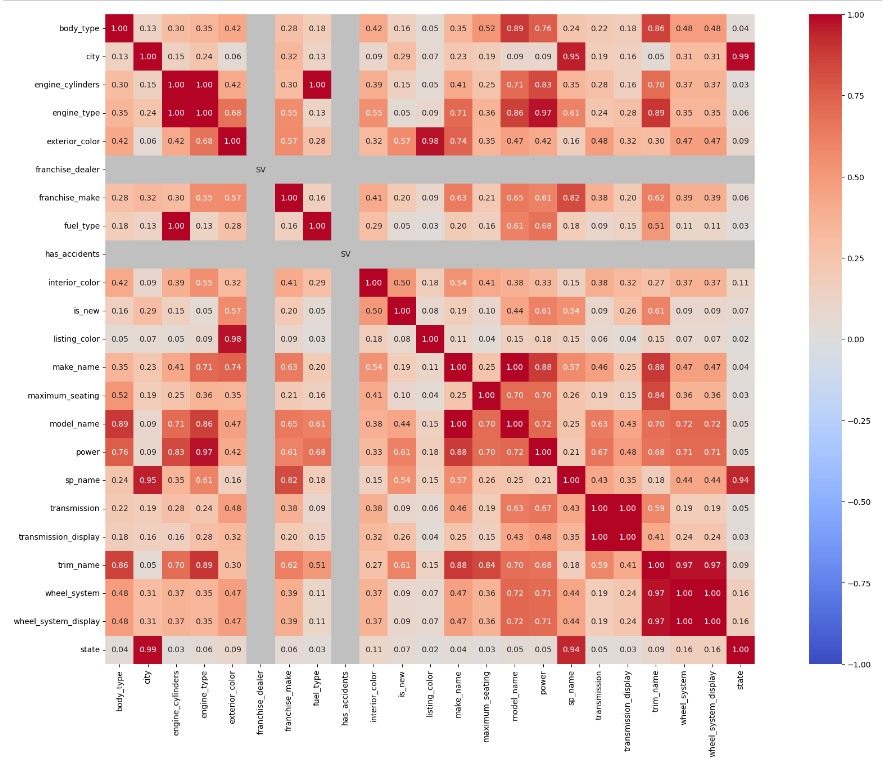 body_type 1.00 0.13 0.30 0.35 0.42 0.28 0.18 0.42 0.16 0.05 0.35 0.52 0.89 0.76 0.24 0.22 0.18 0.86 0.48 0.48 0.04
city 0.13 1.00 0.15 0.24 0.06 0.32 0.13 0.09 0.29 0.07 0.23 0.19 0.09 0.09 0.95 0.19 0.16 0.05 0.31 0.31 0.99
engine_cylinders 0.30 0.15 1.00 1.00 0.42 0.30 1.00 0.39 0.15 0.05 0.41 0.25 0.71 0.83 0.35 0.28 0.16 0.70 0.37 0.37 0.03
engine_type 0.35 0.24 1.00 1.00 0.68 0.55 0.13 0.55 0.05 0.09 0.71 0.36 0.86 0.97 0.61 0.24 0.28 0.89 0.35 0.35 0.06
exterior_color 0.42 0.06 0.42 0.68 1.00 0.57 0.28 0.32 0.57 0.98 0.74 0.35 0.47 0.42 0.16 0.48 0.32 0.30 0.47 0.47 0.09
franchise_dealer SV
franchise_make 0.28 0.32 0.30 0.55 0.57 1.00 0.16 0.41 0.20 0.09 0.63 0.21 0.65 0.61 0.82 0.38 0.20 0.62 0.39 0.39 0.06
fuel_type 0.18 0.13 1.00 0.13 0.28 0.16 1.00 0.29 0.05 0.03 0.20 0.16 0.61 0.68 0.18 0.09 0.15 0.51 0.11 0.11 0.03
has_accidents SV
interior_color 0.42 0.09 0.39 0.55 0.32 0.41 0.29 1.00 0.50 0.18 0.54 0.41 0.38 0.33 0.15 0.38 0.32 0.27 0.37 0.37 0.11
is_new 0.16 0.29 0.15 0.05 0.57 0.20 0.05 0.50 1.00 0.08 0.19 0.10 0.44 0.61 0.54 0.09 0.26 0.61 0.09 0.09 0.07
listing_color 0.05 0.07 0.05 0.09 0.98 0.09 0.03 0.18 0.08 1.00 0.11 0.04 0.15 0.18 0.15 0.06 0.04 0.15 0.07 0.07 0.02
make_name 0.35 0.23 0.41 0.71 0.74 0.63 0.20 0.54 0.19 0.11 1.00 0.25 1.00 0.88 0.57 0.46 0.25 0.88 0.47 0.47 0.04
maximum_seating 0.52 0.19 0.25 0.36 0.35 0.21 0.16 0.41 0.10 0.04 0.25 1.00 0.70 0.70 0.26 0.19 0.15 0.84 0.36 0.36 0.03
model_name 0.89 0.09 0.71 0.86 0.47 0.65 0.61 0.38 0.44 0.15 1.00 0.70 1.00 0.72 0.25 0.63 0.43 0.70 0.72 0.72 0.05
power 0.76 0.09 0.83 0.97 0.42 0.61 0.68 0.33 0.61 0.18 0.88 0.70 0.72 1.00 0.21 0.67 0.48 0.68 0.71 0.71 0.05
sp_name 0.24 0.95 0.35 0.61 0.16 0.82 0.18 0.15 0.54 0.15 0.57 0.26 0.25 0.21 1.00 0.43 0.35 0.18 0.44 0.44 0.94
transmission 0.22 0.19 0.28 0.24 0.48 0.38 0.09 0.38 0.09 0.06 0.46 0.19 0.63 0.67 0.43 1.00 1.00 0.59 0.19 0.19 0.05
transmission_display 0.18 0.16 0.16 0.28 0.32 0.20 0.15 0.32 0.26 0.04 0.25 0.15 0.43 0.48 0.35 1.00 1.00 0.41 0.24 0.24 0.03
trim_name 0.86 0.05 0.70 0.89 0.30 0.62 0.51 0.27 0.61 0.15 0.88 0.84 0.70 0.68 0.18 0.59 0.41 1.00 0.97 0.97 0.09
wheel_system 0.48 0.31 0.37 0.35 0.47 0.39 0.11 0.37 0.09 0.07 0.47 0.36 0.72 0.71 0.44 0.19 0.24 0.97 1.00 1.00 0.16
wheel_system_display 0.48 0.31 0.37 0.35 0.47 0.39 0.11 0.37 0.09 0.07 0.47 0.36 0.72 0.71 0.44 0.19 0.24 0.97 1.00 1.00 0.16
state 0.04 0.99 0.03 0.06 0.09 0.06 0.03 0.11 0.07 0.02 0.04 0.03 0.05 0.05 0.94 0.05 0.03 0.09 0.16 0.16 1.00
body_type
city
engine_cylinders
engine_type
exterior_color
franchise_dealer
franchise_make
fuel_type
has_accidents
interior_color
is_new
listing_color
make_name
maximum_seating
model_name
power
sp_name
transmission
transmission_display
trim_name
wheel_system
wheel_system_display
state
1.00
0.75
0.50
0.25
0.00
−0.25
−0.50
−0.75
−1.00